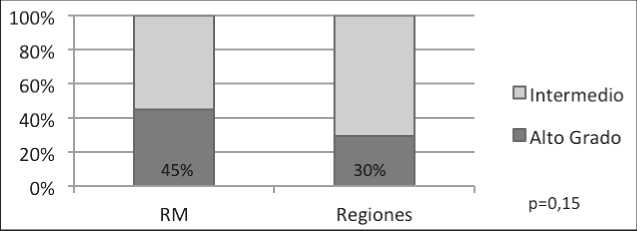 100%
80%
60%
40%
20%
0%
45%
30%
RM
Regiones
Intermedio
Alto Grado
p=0,15